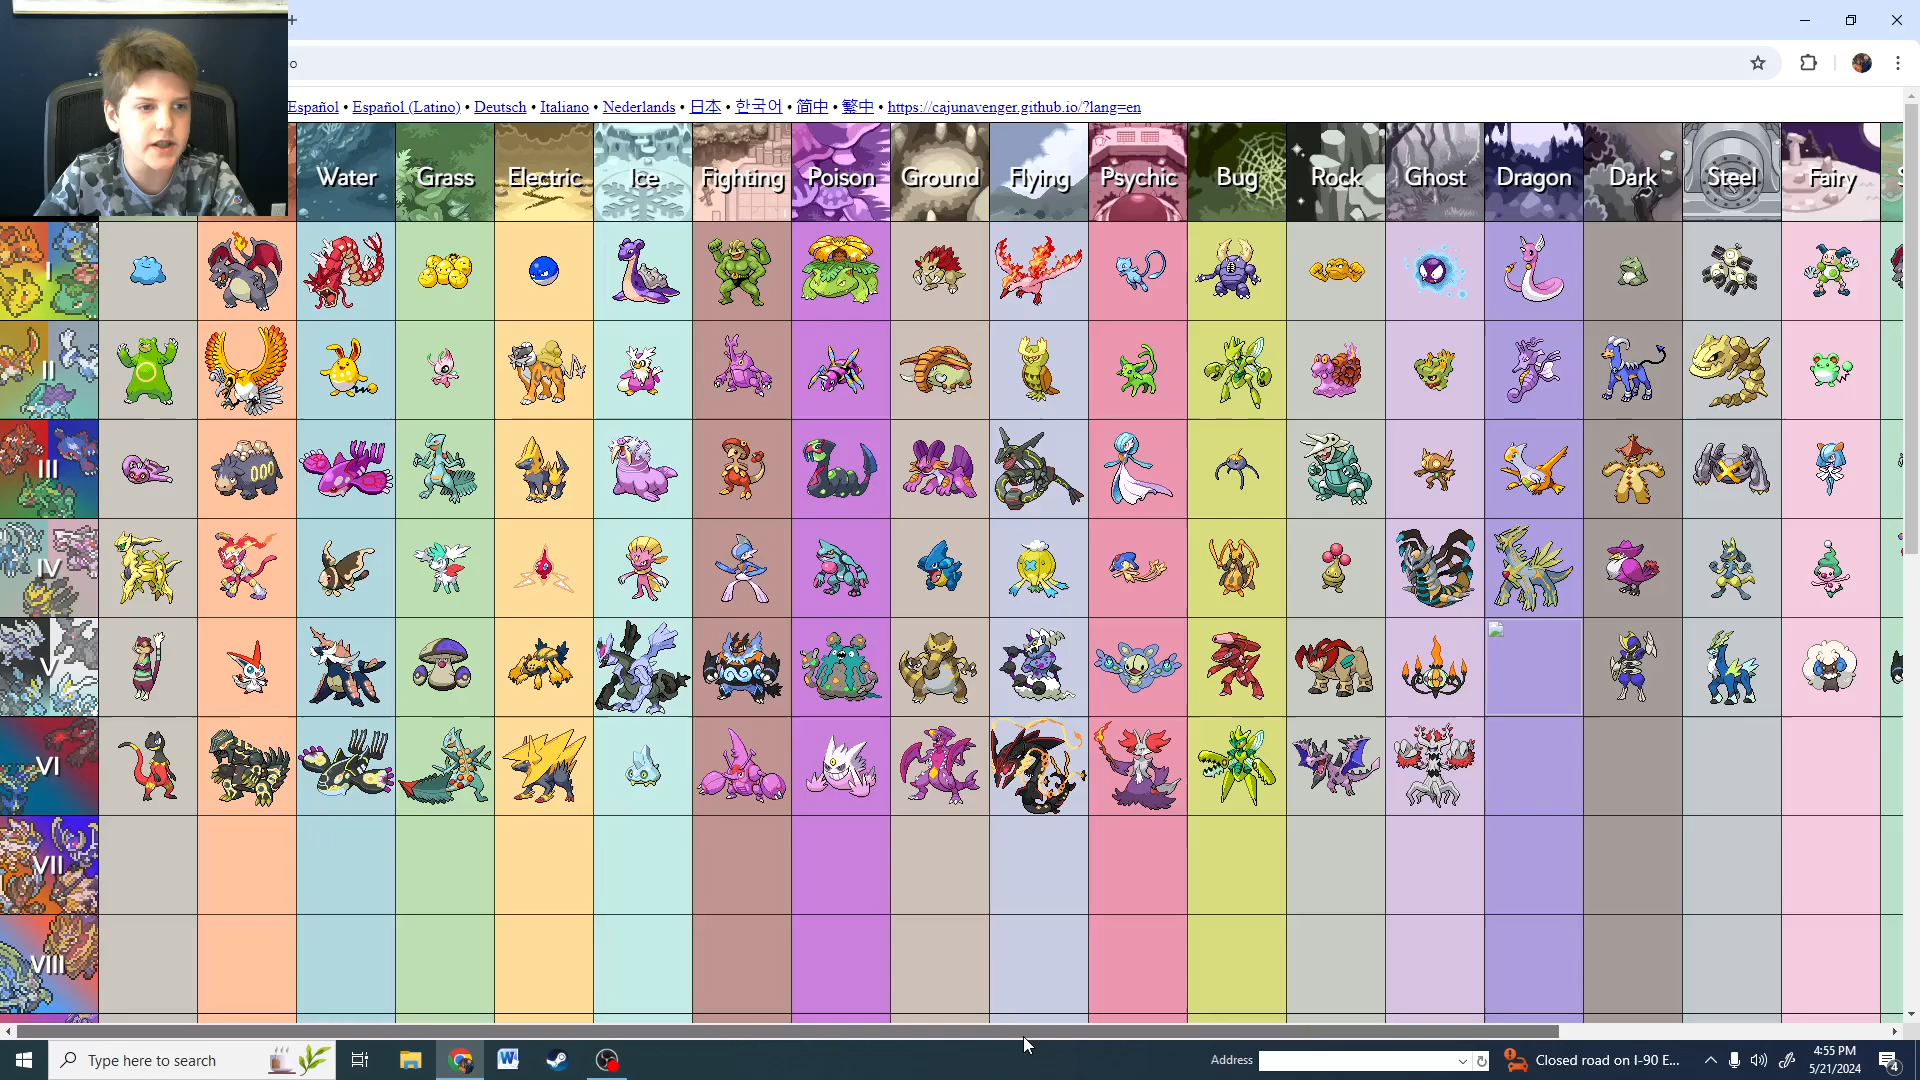 Español • Español (Latino) • Deutsch • Italiano • Nederlands • 日本 • 한국어 • 简中 • 繁中 • https://cajunavenger.github.io/?lang=en
Water Grass Electric Ice Fighting Poison Ground Flying Psychic Bug Rock Ghost Dragon Dark Steel Fairy
I
II
III
IV
V
VI
VII
VIII
Type here to search
Address
Closed road on I-90 E...
4:55 PM
5/21/2024
4